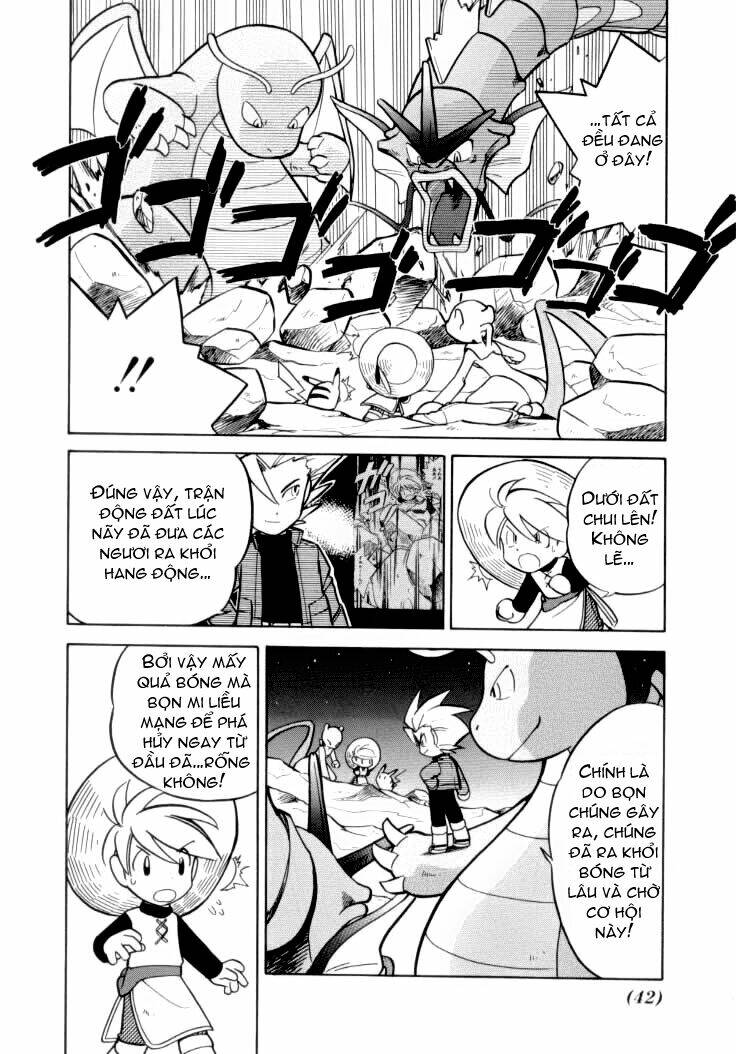 ...TẤT CẢ
ĐỀU ĐANG
Ở ĐÂY!
ゴゴゴ
ゴゴゴゴ
!!
DƯỚI ĐẤT
CHUI LÊN!
KHÔNG
LẼ...
ĐÚNG VẬY, TRẬN
ĐỘNG ĐẤT LÚC
NÃY ĐÃ ĐƯA CÁC
NGƯƠI RA KHỎI
HANG ĐỘNG...
CHÍNH LÀ
DO BỌN
CHÚNG GÂY
RA, CHÚNG
ĐÃ RA KHỎI
BÓNG TỪ
LÂU VÀ CHỜ
CƠ HỘI
NÀY!
BỞI VẬY MẤY
QUẢ BÓNG MÀ
BỌN MI LIỀU
MẠNG ĐỂ PHÁ
HỦY NGAY TỪ
ĐẦU ĐÃ...RỖNG
KHÔNG!
(42)